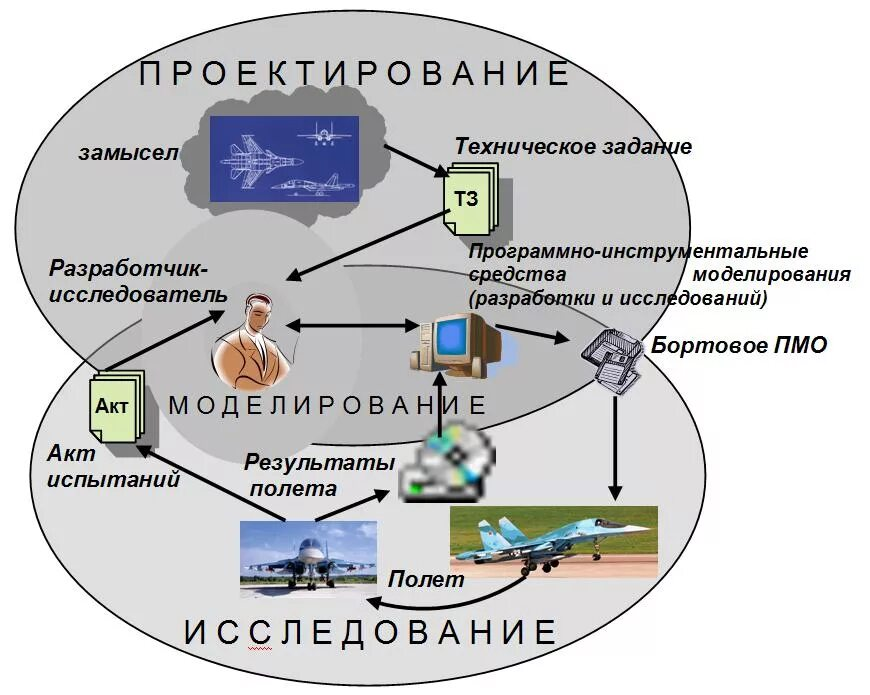 ПРОЕКТИРОВАНИЕ
замысел
Техническое задание
ТЗ
Программно-инструментальные
средства моделирования
(разработки и исследований)
Разработчик-
исследователь
Бортовое ПМО
Акт
МОДЕЛИРОВАНИЕ
Акт
испытаний
Результаты
полета
Полет
ИССЛЕДОВАНИЕ